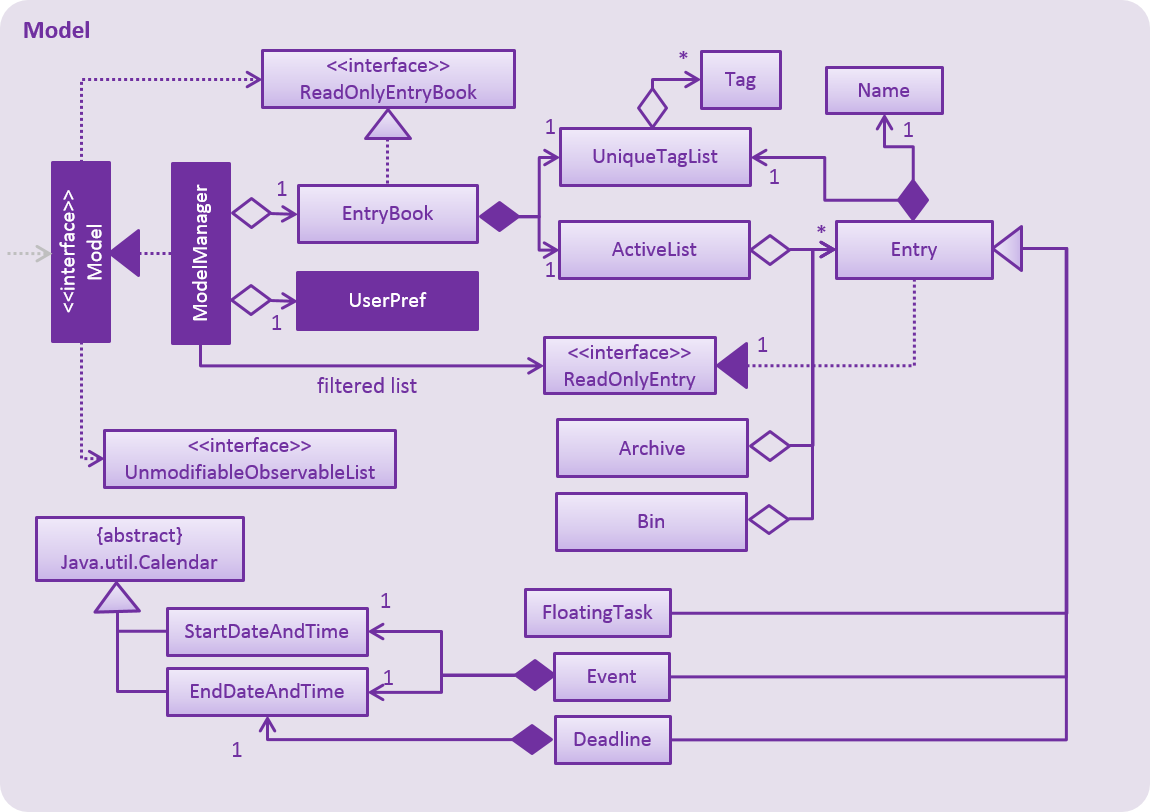 Model
<<interface>>
ReadOnlyEntryBook
*
Tag
Name
1
1
UniqueTagList
1
<<interface>>
Model
ModelManager
1
EntryBook
ActiveList
1
*
Entry
UserPref
1
filtered list
<<interface>>
ReadOnlyEntry
1
<<interface>>
UnmodifiableObservableList
Archive
Bin
{abstract}
Java.util.Calendar
StartDateAndTime
1
EndDateAndTime
1
1
FloatingTask
Event
Deadline